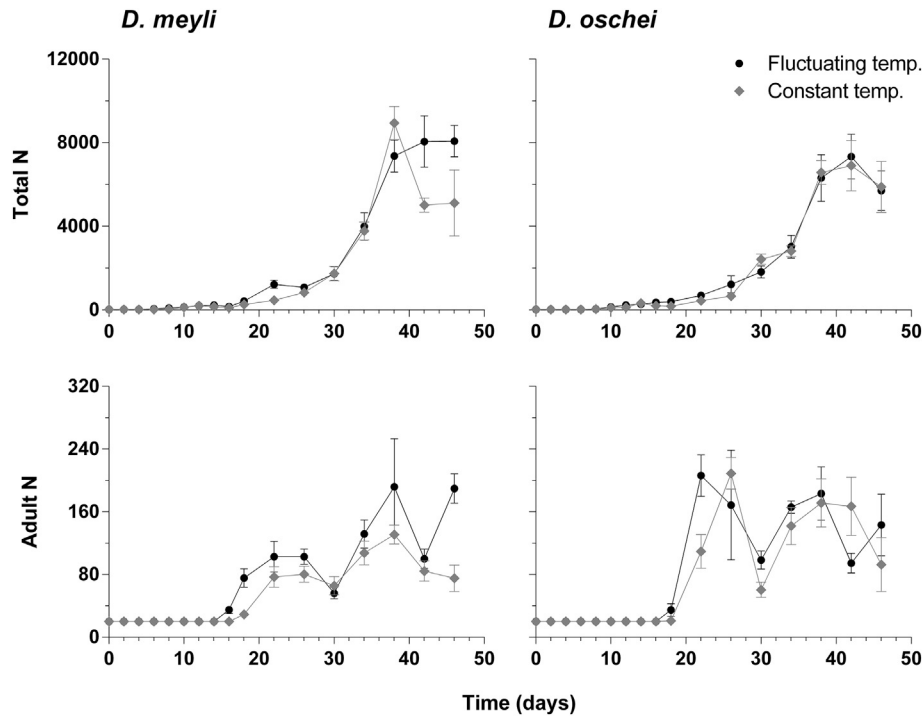 D. meyli
D. oschei
12000
8000
4000
0
Total N
0 10 20 30 40 50
0 10 20 30 40 50
Fluctuating temp.
Constant temp.
320
240
160
80
0
Adult N
0 10 20 30 40 50
0 10 20 30 40 50
Time (days)